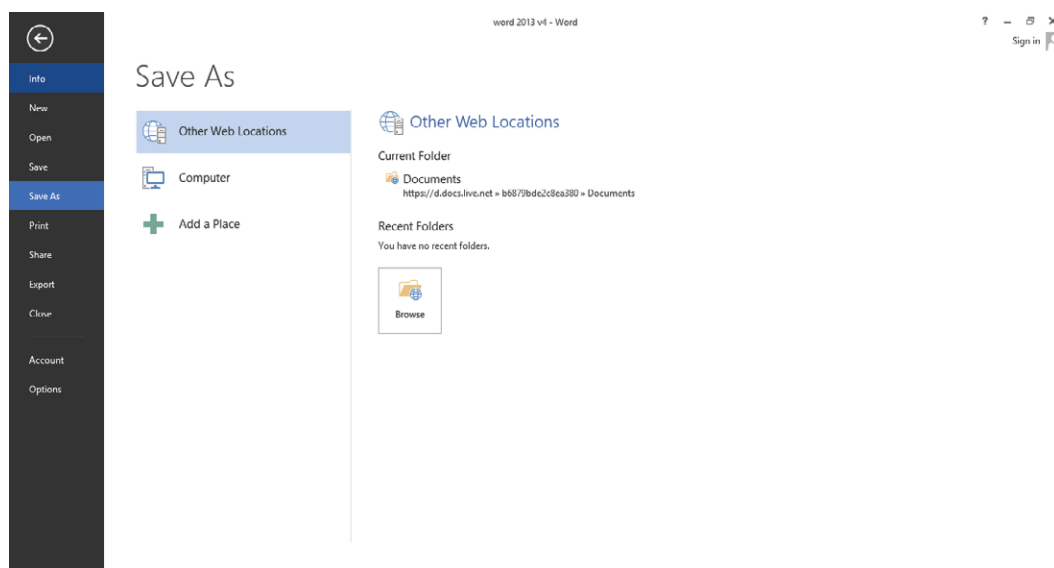 word 2013 v4 - Word
?
Sign in
Info
New
Open
Save
Save As
Print
Share
Export
Close
Account
Options
Save As
Other Web Locations
Computer
Add a Place
Other Web Locations
Current Folder
Documents
https://d.docs.live.net » b6879bde2c8ea380 » Documents
Recent Folders
You have no recent folders.
Browse